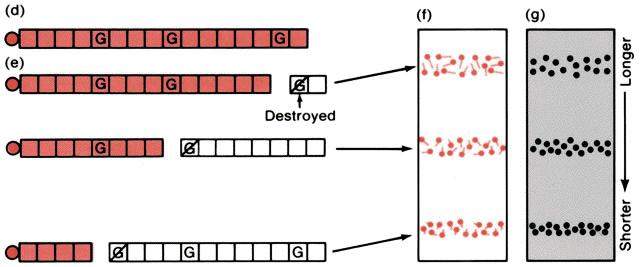 (d)
G G G
(e)
G G G
Destroyed
G G
G G G
(f)
(g)
Longer
Shorter